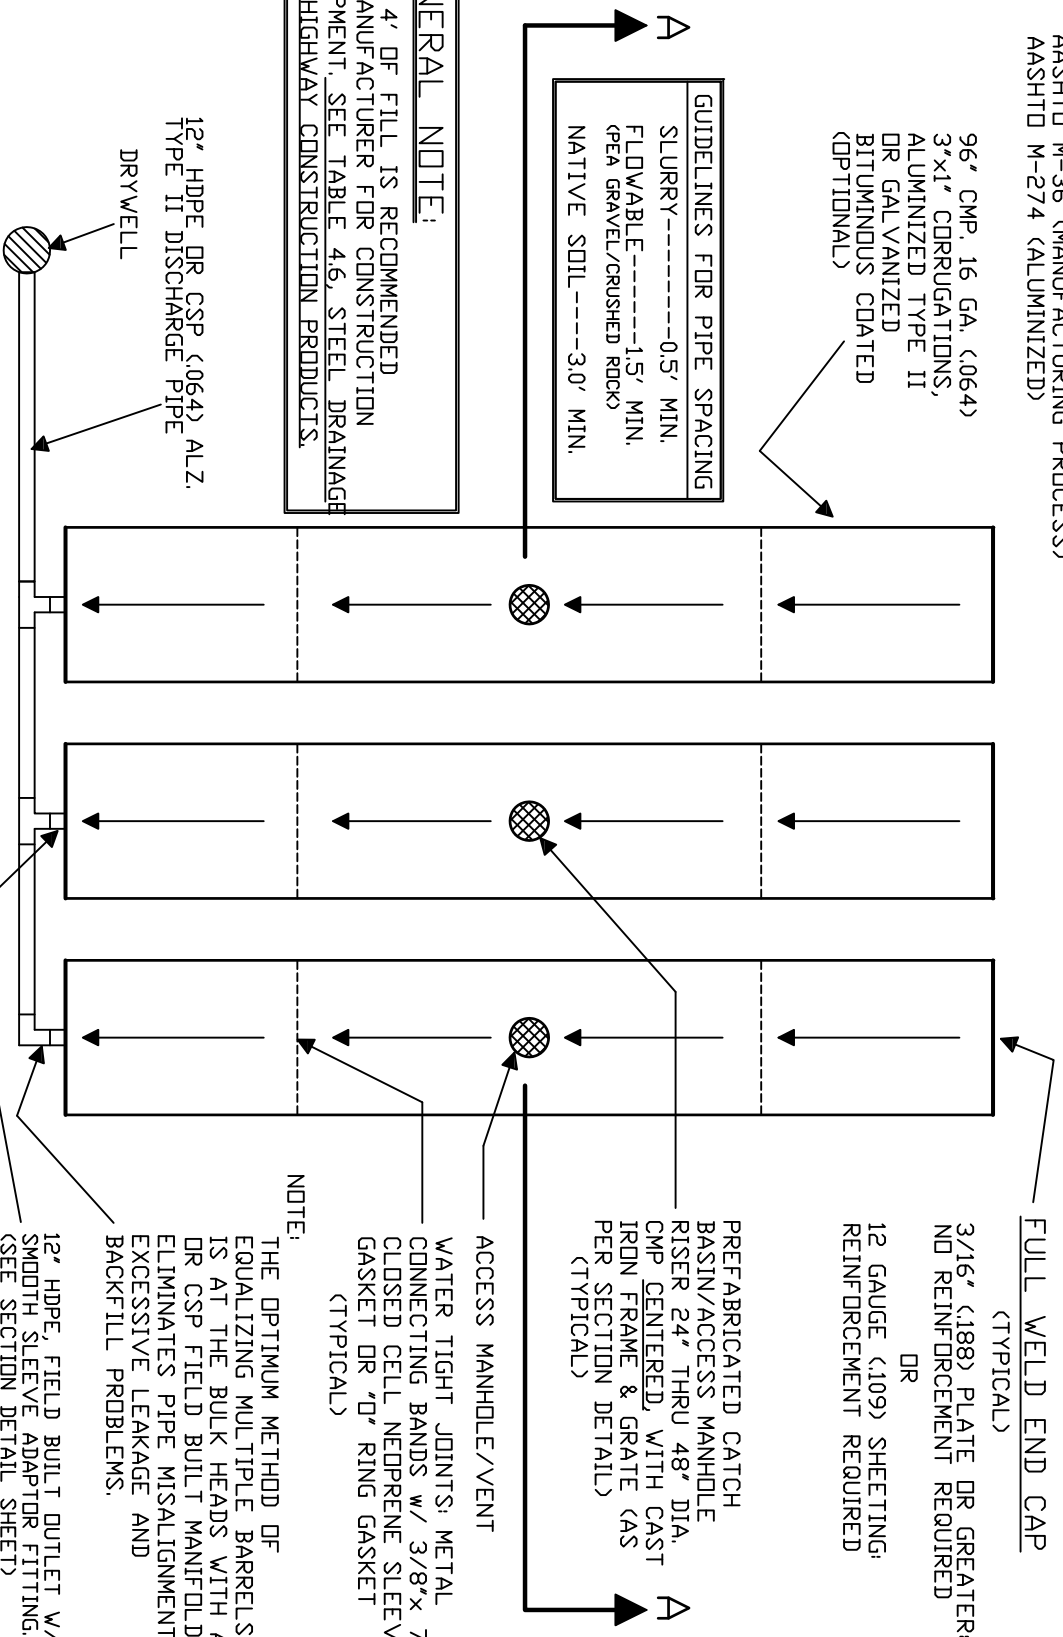 AASHTO M-36 (MANUFACTURING PROCESS)
AASHTO M-274 (ALUMINIZED)
96" CMP. 16 GA. (.064)
3"x1" CORRUGATIONS,
ALUMINIZED TYPE II
OR GALVANIZED
BITUMINOUS COATED
(OPTIONAL)
A
GUIDELINES FOR PIPE SPACING
SLURRY---------0.5' MIN.
FLOWABLE------1.5' MIN.
(PEA GRAVEL/CRUSHED ROCK)
NATIVE SOIL----3.0' MIN.
NERAL NOTE:
4' OF FILL IS RECOMMENDED
ANUFACTURER FOR CONSTRUCTION
PMENT. SEE TABLE 4.6, STEEL DRAINAGE
HIGHWAY CONSTRUCTION PRODUCTS.
12" HDPE OR CSP (.064) ALZ.
TYPE II DISCHARGE PIPE
DRYWELL
FULL WELD END CAP
(TYPICAL)
3/16" (.188) PLATE OR GREATER:
NO REINFORCEMENT REQUIRED
OR
12 GAUGE (.109) SHEETING:
REINFORCEMENT REQUIRED
PREFABRICATED CATCH
BASIN/ACCESS MANHOLE
RISER 24" THRU 48" DIA.
CMP CENTERED, WITH CAST
IRON FRAME & GRATE (AS
PER SECTION DETAIL)
(TYPICAL)
A
ACCESS MANHOLE/VENT
WATER TIGHT JOINTS: METAL
CONNECTING BANDS W/ 3/8"x 7
CLOSED CELL NEOPRENE SLEEV
GASKET OR "O" RING GASKET
(TYPICAL)
NOTE:
THE OPTIMUM METHOD OF
EQUALIZING MULTIPLE BARRELS
IS AT THE BULK HEADS WITH A
OR CSP FIELD BUILT MANIFOLD
ELIMINATES PIPE MISALIGNMENT
EXCESSIVE LEAKAGE AND
BACKFILL PROBLEMS.
12" HDPE, FIELD BUILT OUTLET W/
SMOOTH SLEEVE ADAPTOR FITTING.
(SEE SECTION DETAIL SHEET)